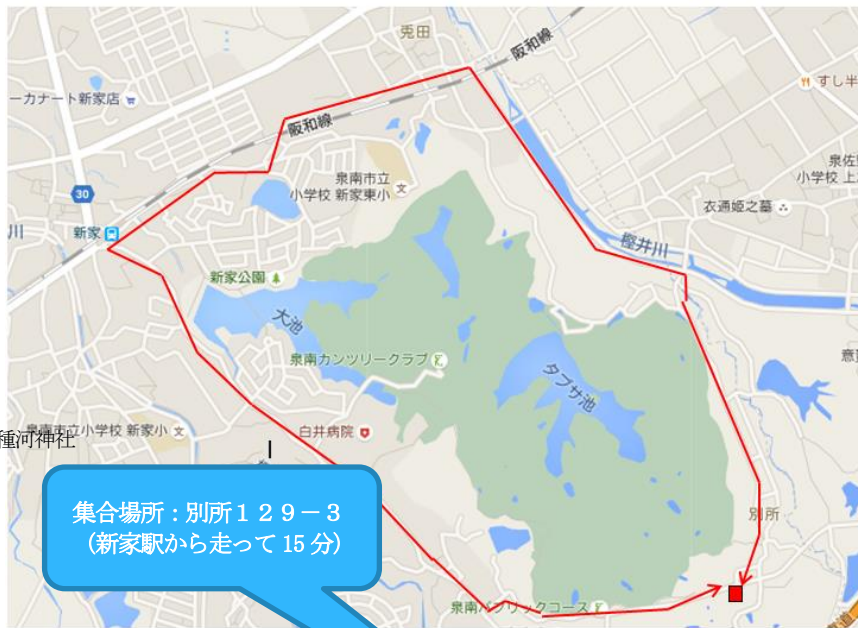 兎田
阪和線
すし半
ーカナート新家店
阪和線
泉佐
小学校 上
泉南市立
小学校 新家東小
30
衣通姫之墓
川
新家
樫井川
新家公園
大池
泉南カンツリークラブ
タブサ池
種河神社
泉南市立小学校 新家小
白井病院
集合場所：別所１２９－３
(新家駅から走って 15 分)
別所
泉南パブリックコース